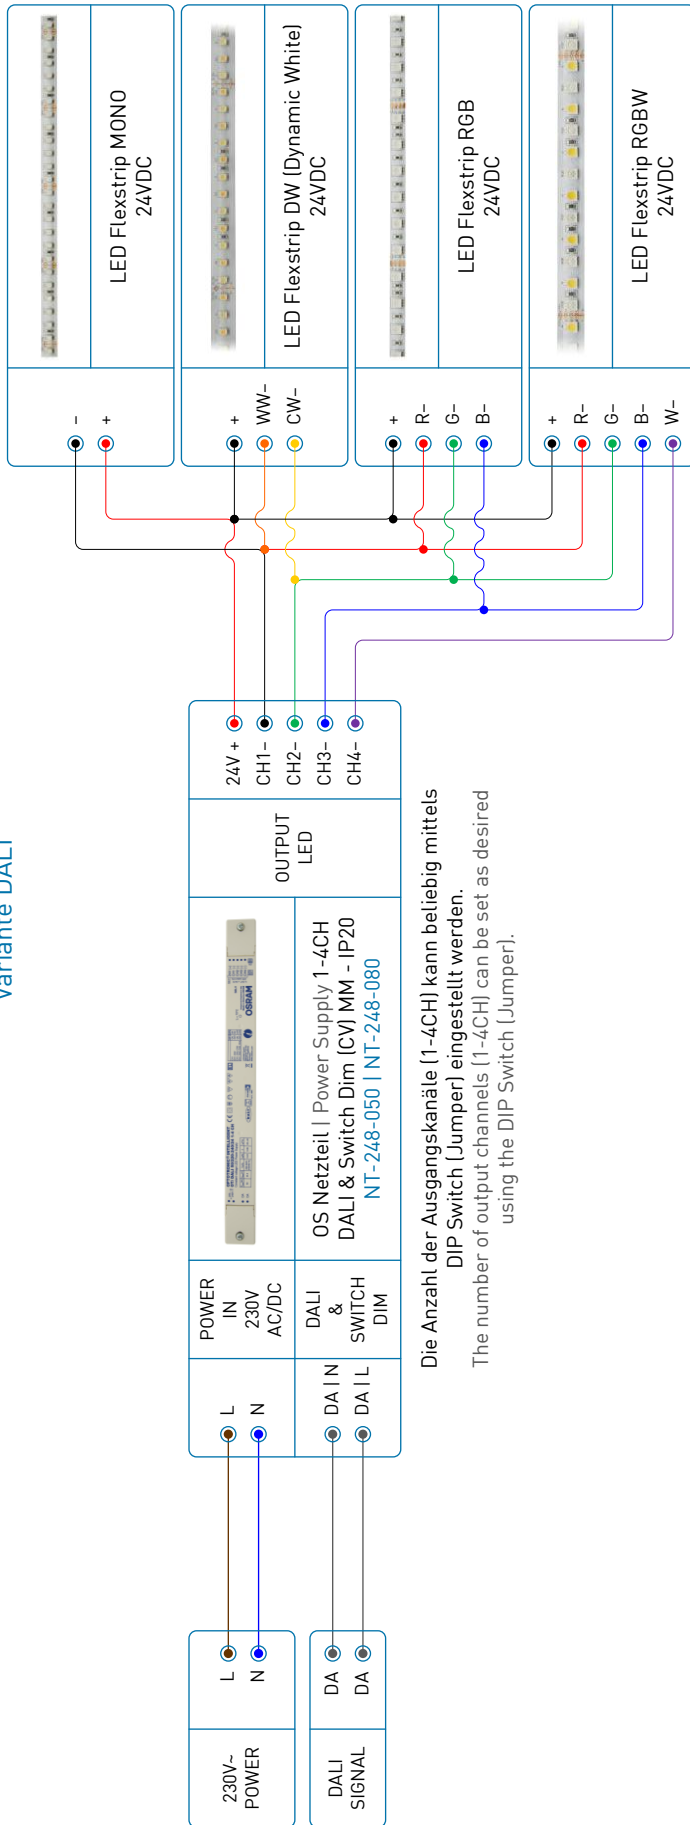 Variante DALI
230V~
POWER
L
N
DALI
SIGNAL
DA
DA
L
N
POWER
IN
230V
AC/DC
DA | N
DA | L
DALI
&
SWITCH
DIM
OSRAM
OS Netzteil | Power Supply 1-4CH
DALI & Switch Dim (CV) MM - IP20
NT-248-050 | NT-248-080
OUTPUT
LED
24V +
CH1-
CH2-
CH3-
CH4-
Die Anzahl der Ausgangskanäle (1-4CH) kann beliebig mittels
DIP Switch (Jumper) eingestellt werden.
The number of output channels (1-4CH) can be set as desired
using the DIP Switch (Jumper).
-
+
LED Flexstrip MONO
24VDC
+
WW-
CW-
LED Flexstrip DW (Dynamic White)
24VDC
+
R-
G-
B-
LED Flexstrip RGB
24VDC
+
R-
G-
B-
W-
LED Flexstrip RGBW
24VDC